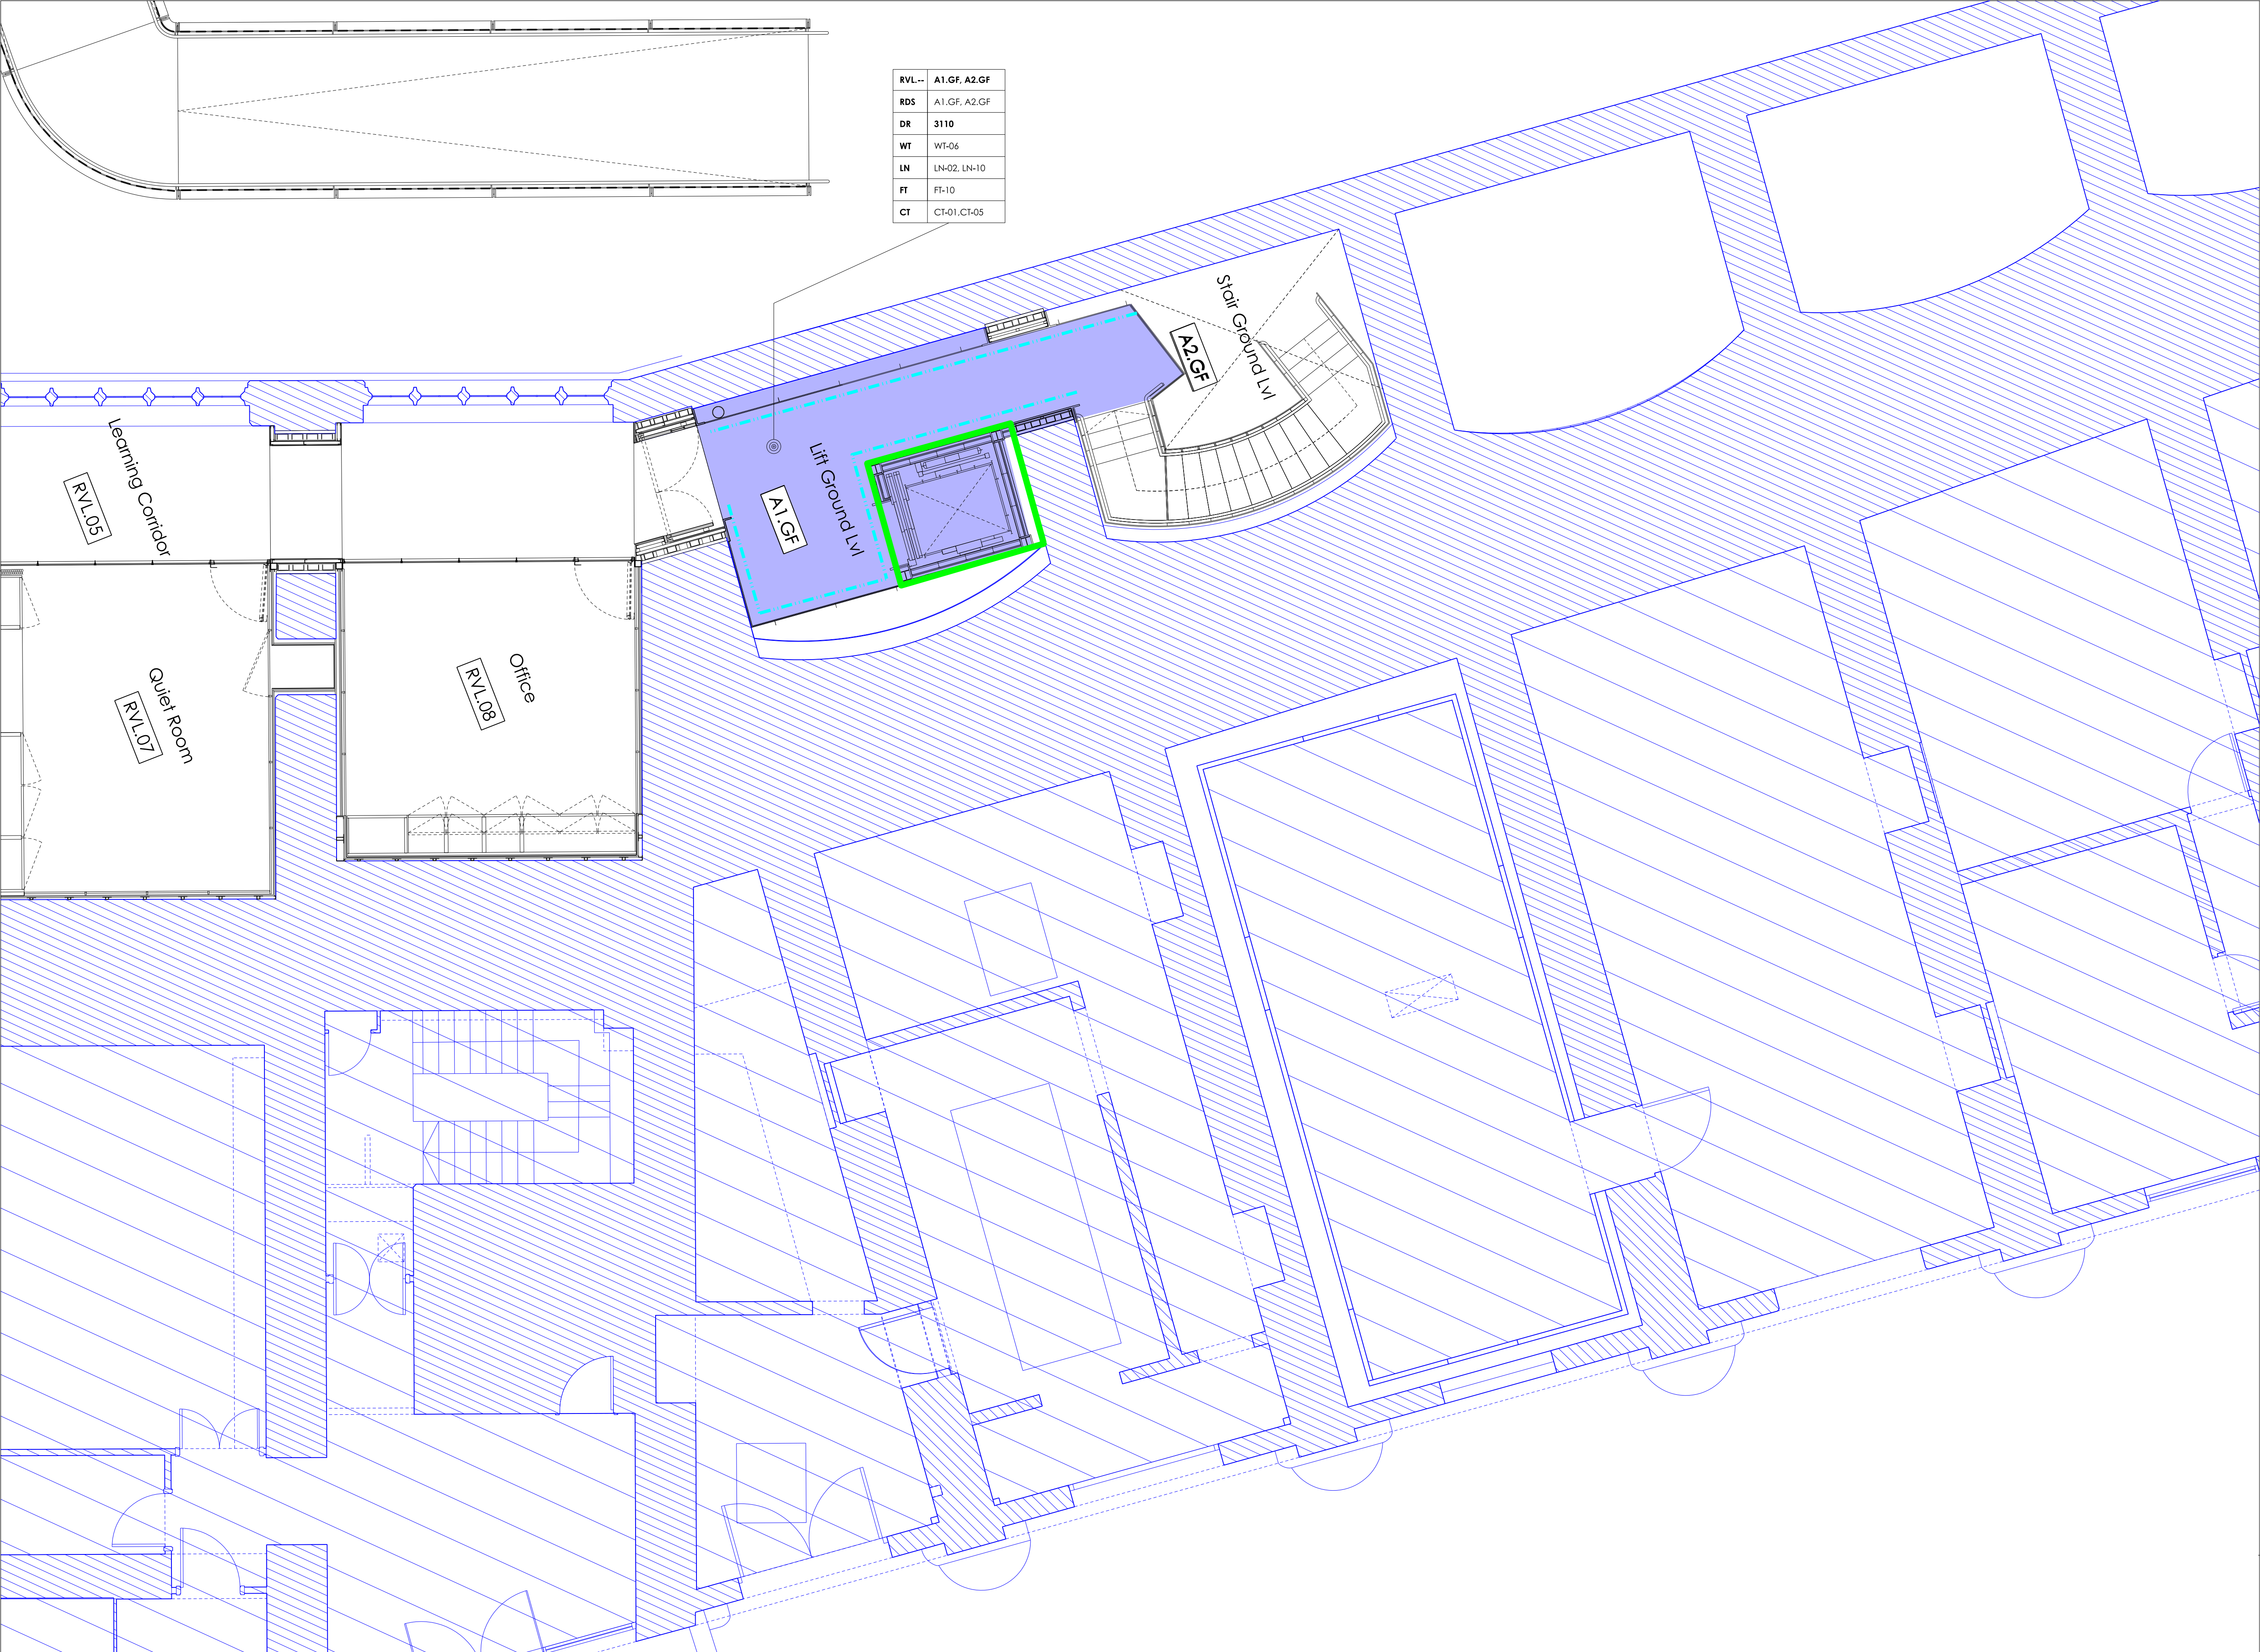 RVL.-- A1.GF, A2.GF
RDS A1.GF, A2.GF
DR 3110
WT WT-06
LN LN-02, LN-10
FT FT-10
CT CT-01,CT-05
Stair Ground Lvl
A2.GF
Lift Ground Lvl
A1.GF
Learning Corridor
RVL.05
Quiet Room
RVL.07
Office
RVL.08